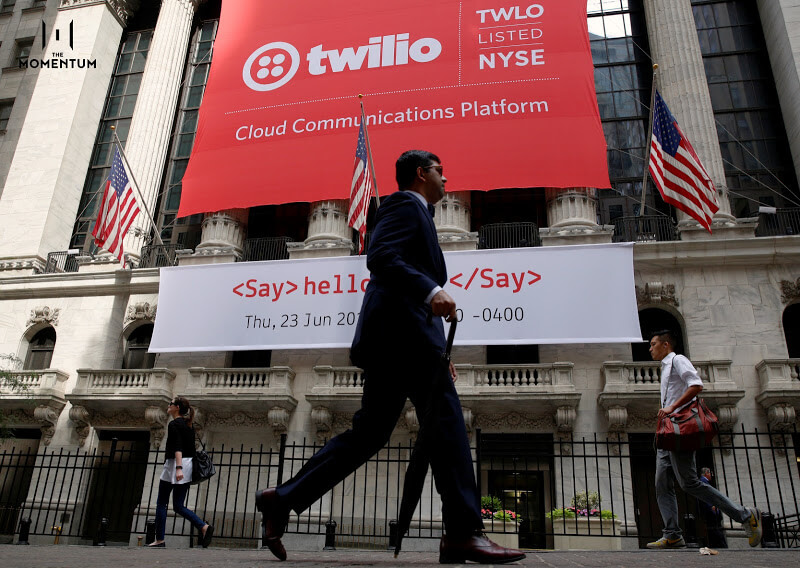 THE
MOMENTUM
twilio
TWLO
LISTED
NYSE
Cloud Communications Platform
<Say> hello </Say>
Thu, 23 Jun -0400